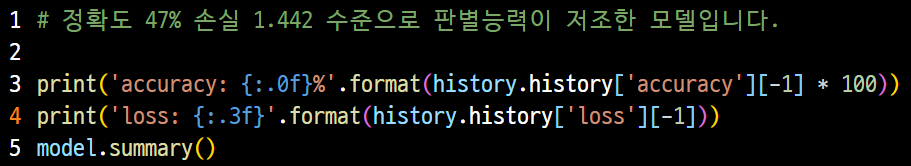 1 # 정확도 47% 손실 1.442 수준으로 판별능력이 저조한 모델입니다.
2
3 print('accuracy: {:.0f}%'.format(history.history['accuracy'][-1] * 100))
4 print('loss: {:.3f}'.format(history.history['loss'][-1]))
5 model.summary()